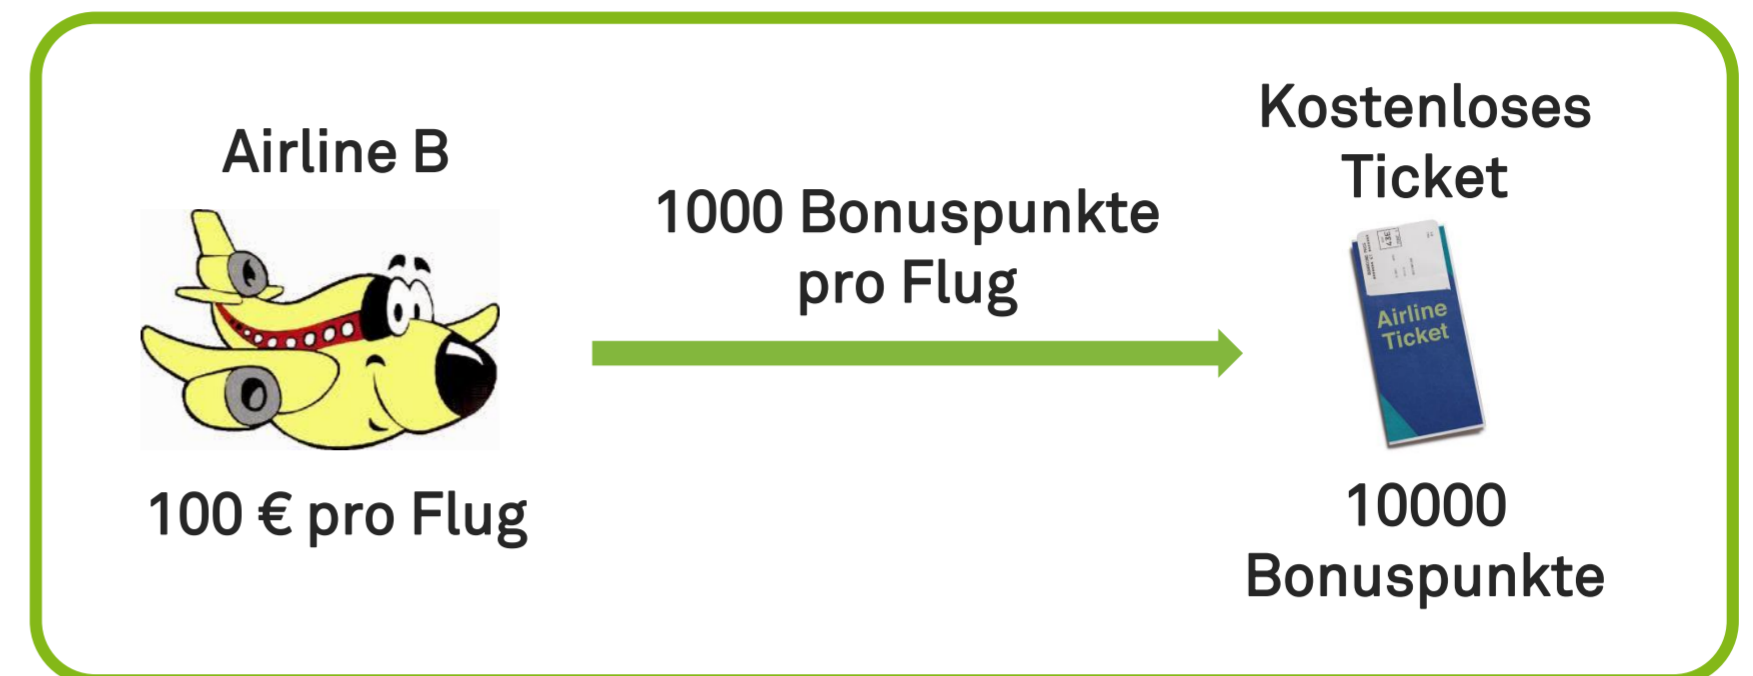 Airline B
100 € pro Flug
1000 Bonuspunkte
pro Flug
Kostenloses
Ticket
Airline
Ticket
10000
Bonuspunkte